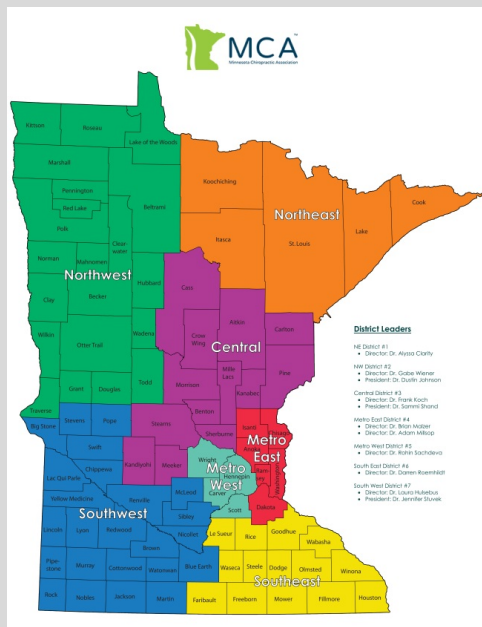 MCA
Minnesota Chiropractic Association
Kittson
Roseau
Lake of the Woods
Marshall
Koochiching
Cook
Pennington
Beltrami
Northeast
Red Lake
Lake
Polk
Itasca
St. Louis
Clear-
water
Norman
Mahnomen
Northwest
Hubbard
Cass
Clay
Becker
Aitkin
Carlton
Wilkin
Wadena
Crow
Wing
Otter Trail
Central
Pine
Mille
Lacs
Grant
Douglas
Todd
Morrison
Kanabec
Traverse
Benton
Stevens
Pope
Stearns
Isanti
Big Stone
Sherburne
Chisago
Metro
East
Anoka
Swift
Wright
Kandiyohi
Meeker
Metro
West
Hennepin
Ram-
sey
Washington
Chippewa
Lac Qui Parle
McLeod
Carver
Yellow Medicine
Renville
Scott
Dakota
Southwest
Sibley
Lincoln
Lyon
Redwood
Nicollet
Le Sueur
Rice
Goodhue
Wabasha
Brown
Pipe-
stone
Murray
Cottonwood
Watonwan
Blue Earth
Waseca
Steele
Dodge
Olmsted
Winona
Southeast
Rock
Nobles
Jackson
Martin
Faribault
Freeborn
Mower
Fillmore
Houston
District Leaders
NE District #1
• Director: Dr. Alyssa Clarity
NW District #2
• Director: Dr. Gabe Wiener
• President: Dr. Dustin Johnson
Central District #3
• Director: Dr. Frank Koch
• President: Dr. Sammi Shand
Metro East District #4
• Director: Dr. Brian Malzer
• Director: Dr. Adam Milsop
Metro West District #5
• Director: Dr. Rohin Sachdeva
South East District #6
• Director: Dr. Darren Roemhildt
South West District #7
• Director: Dr. Laura Hulsebus
• President: Dr. Jennifer Stuvek